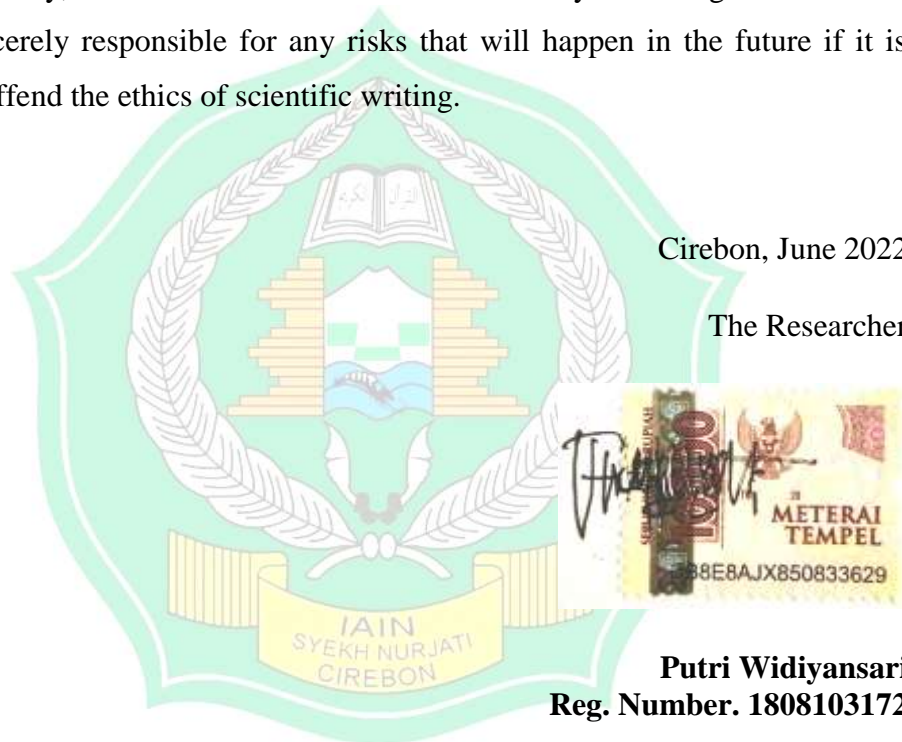 cerely responsible for any risks that will happen in the future if it is
ffend the ethics of scientific writing.
Cirebon, June 2022
The Researcher
METERAI
TEMPEL
8E8AJX850833629
IAIN
SYEKH NURJATI
CIREBON
Putri Widiyansari
Reg. Number. 1808103172